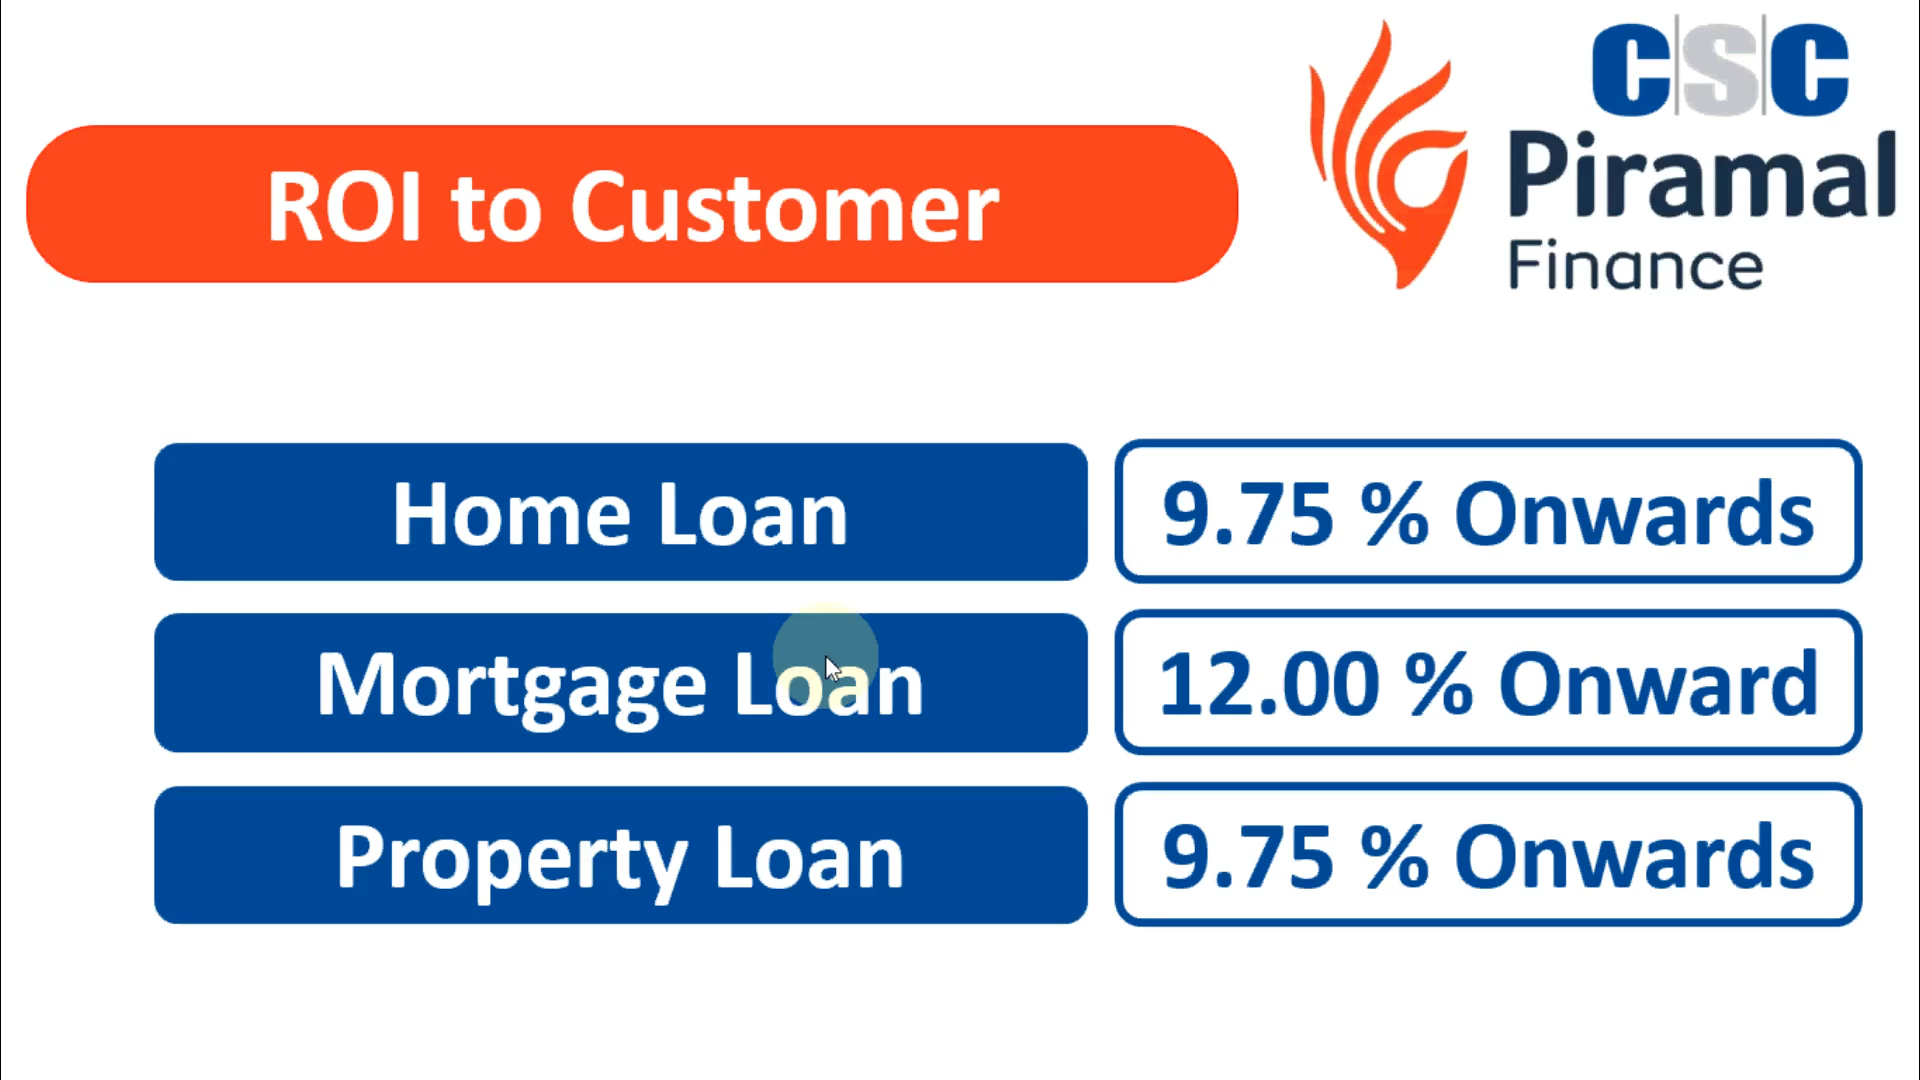 CSC
Piramal
Finance
ROI to Customer
Home Loan
9.75 % Onwards
Mortgage Loan
12.00 % Onward
Property Loan
9.75 % Onwards